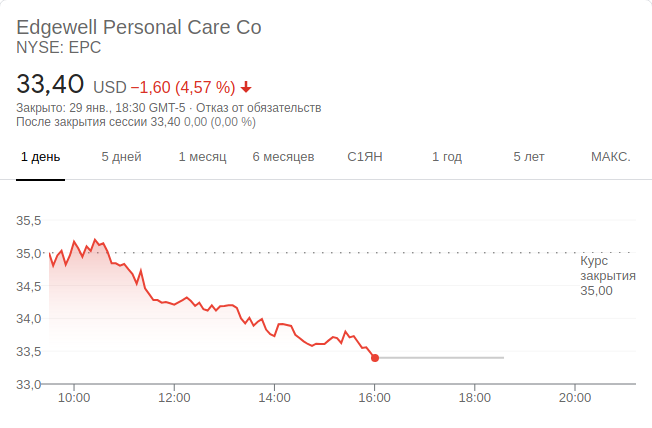 Edgewell Personal Care Co
NYSE: EPC
33,40 USD −1,60 (4,57 %)
Закрыто: 29 янв., 18:30 GMT-5 · Отказ от обязательств
После закрытия сессии 33,40 0,00 (0,00 %)
1 день 5 дней 1 месяц 6 месяцев С1ЯН 1 год 5 лет МАКС.
35,5
35,0
Курс
закрытия
35,00
34,5
34,0
33,5
33,0
10:00 12:00 14:00 16:00 18:00 20:00